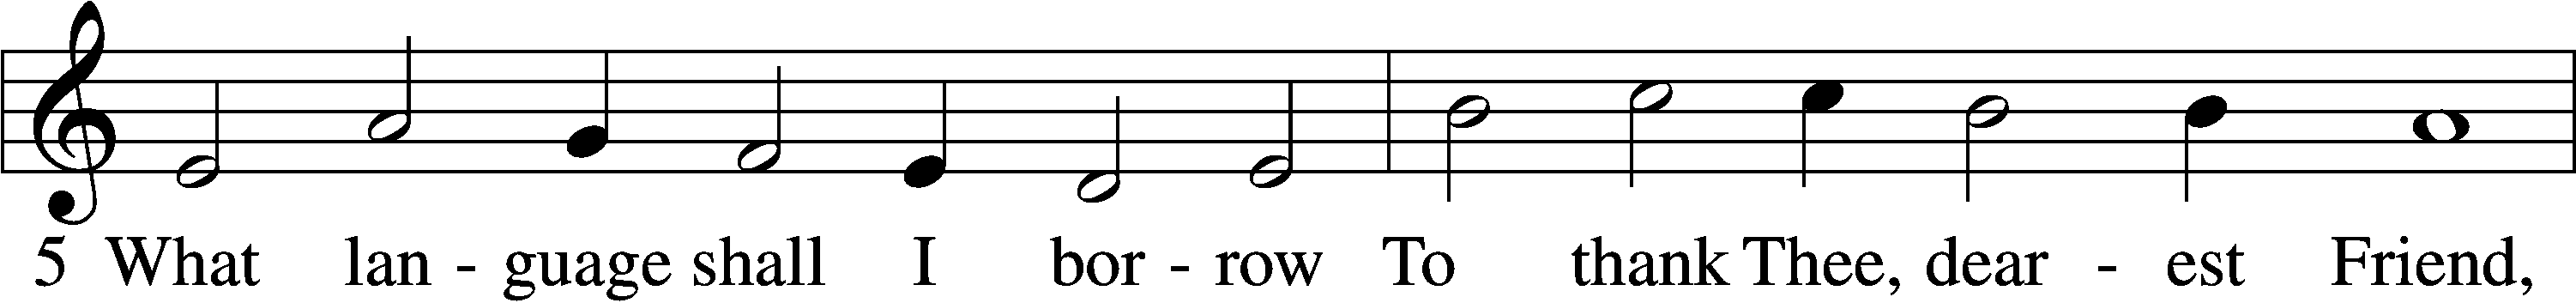 5 What lan - guage shall I bor - row To thank Thee, dear - est Friend,